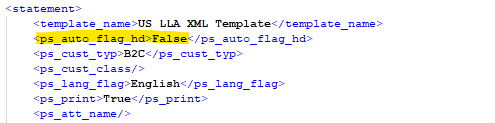 <statement>
<template_name>US LLA XML Template</template_name>
<ps_auto_flag_hd>False</ps_auto_flag_hd>
<ps_cust_typ>B2C</ps_cust_typ>
<ps_cust_class/>
<ps_lang_flag>English</ps_lang_flag>
<ps_print>True</ps_print>
<ps_att_name/>